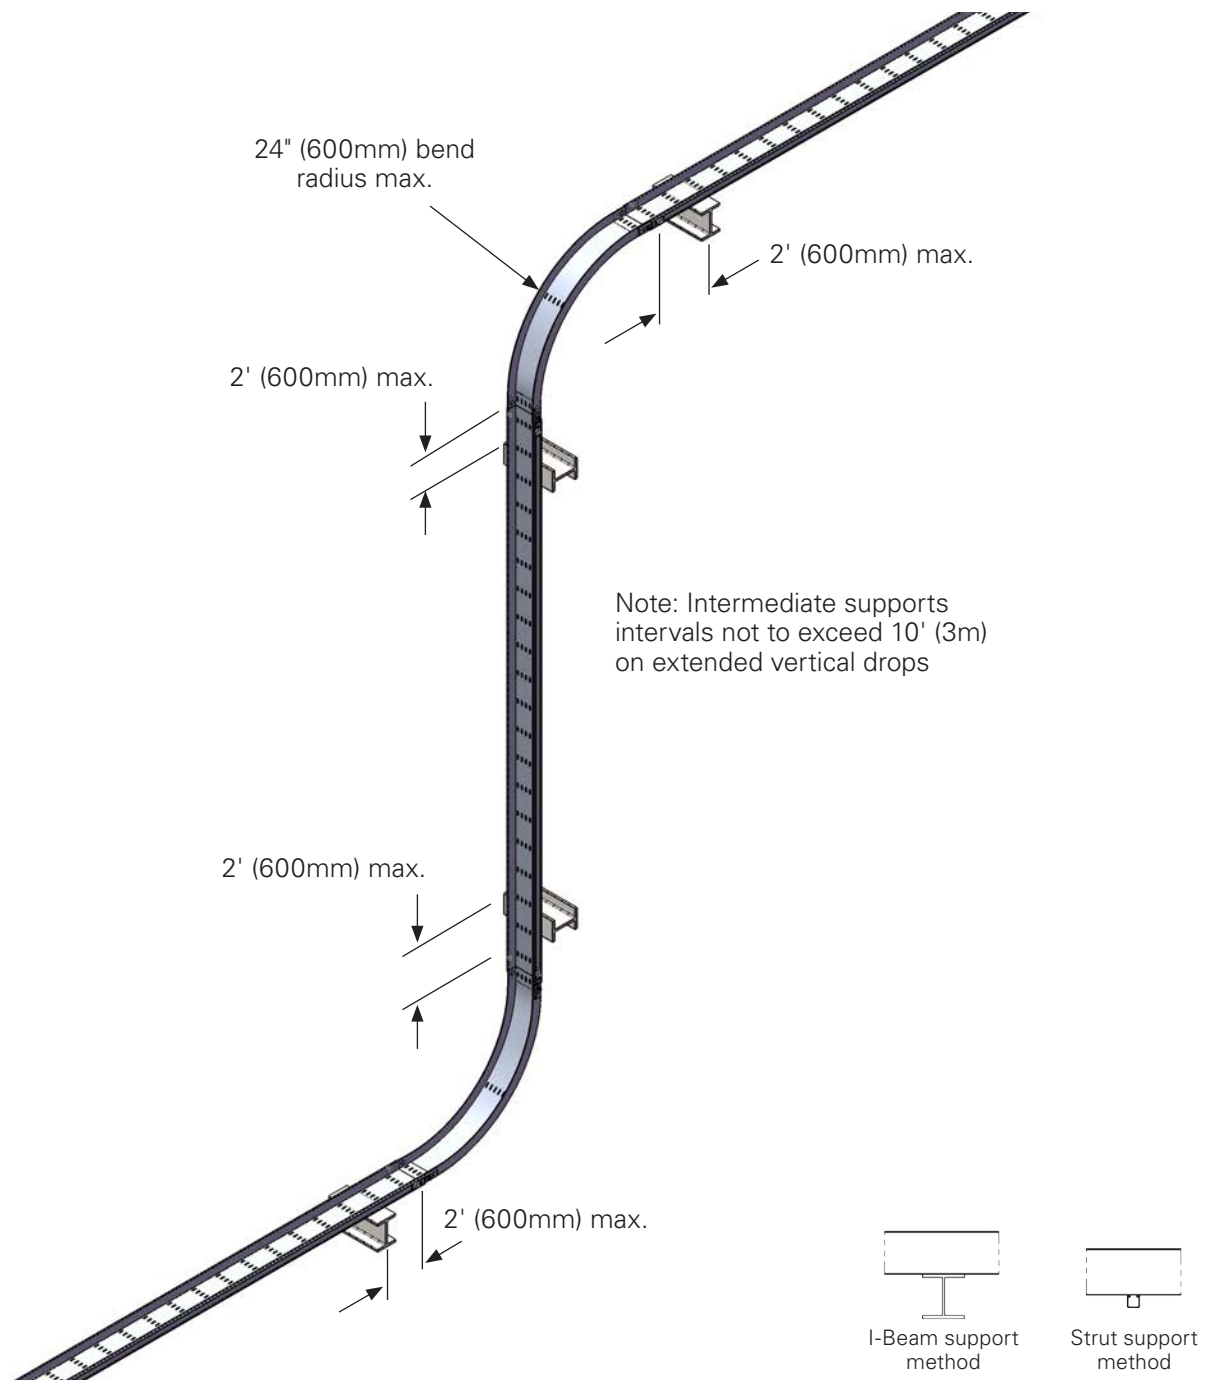 24" (600mm) bend
radius max.
2' (600mm) max.
2' (600mm) max.
Note: Intermediate supports
intervals not to exceed 10' (3m)
on extended vertical drops
2' (600mm) max.
2' (600mm) max.
I-Beam support
method
Strut support
method